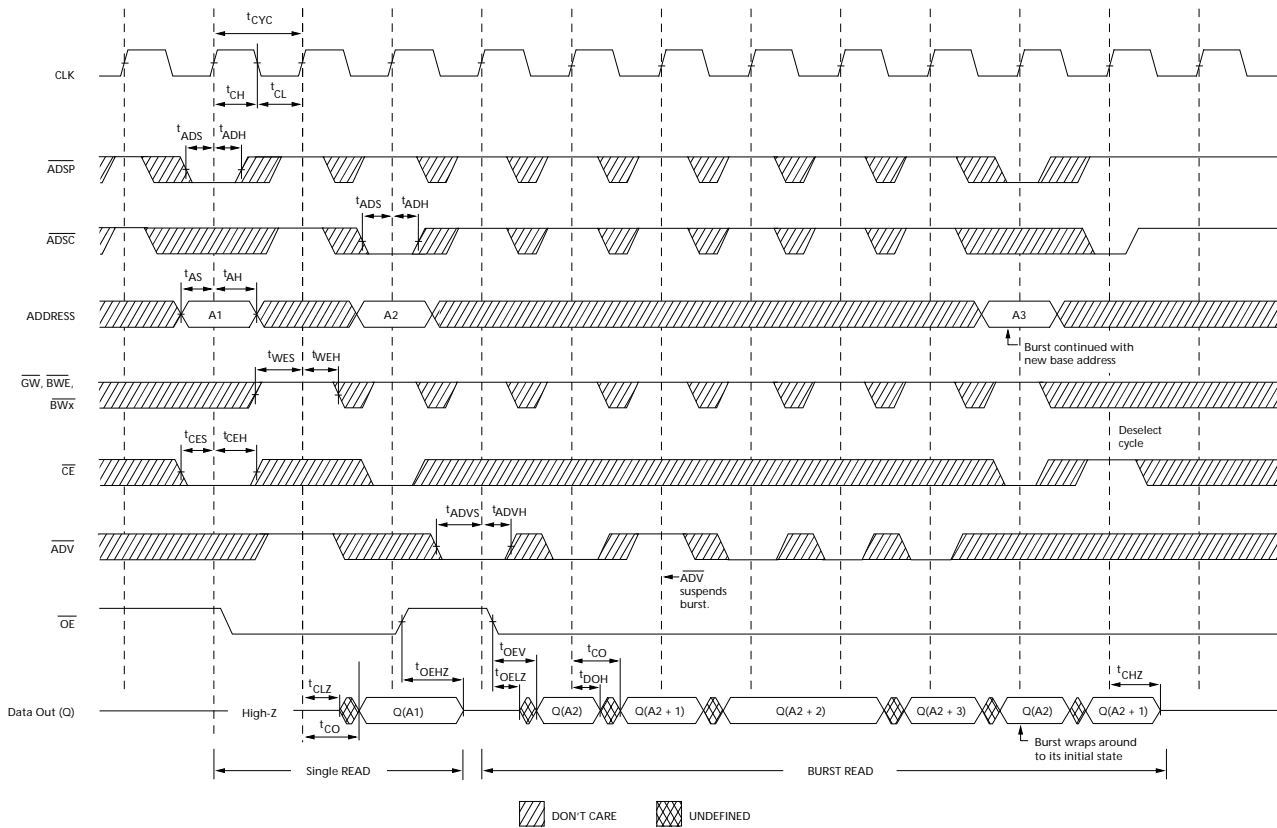 tCYC
CLK
tCH
tCL
tADS
tADH
ADSP
tADS
tADH
ADSC
tAS
tAH
ADDRESS
A1
A2
A3
Burst continued with
new base address
tWES
tWEH
GW, BWE,
BWx
Deselect
cycle
tCES
tCEH
CE
tADVS
tADVH
ADV
ADV
suspends
burst.
OE
tOEV
tCO
tOEHZ
tOELZ
tDOH
tCHZ
tCLZ
Data Out (Q)
High-Z
Q(A1)
Q(A2)
Q(A2 + 1)
Q(A2 + 2)
Q(A2 + 3)
Q(A2)
Q(A2 + 1)
tCO
Burst wraps around
to its initial state
Single READ
BURST READ
DON'T CARE
UNDEFINED